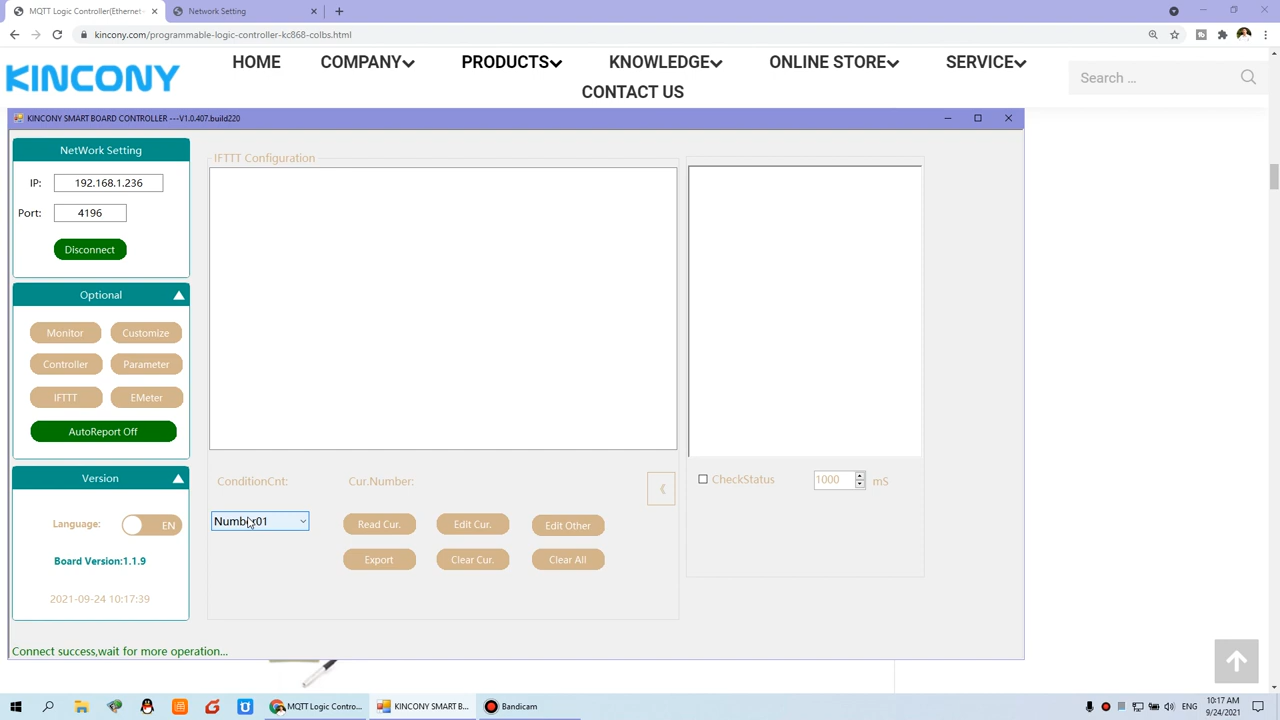 MQTT Logic Controller(Ethernet
Network Setting
kincony.com/programmable-logic-controller-kc868-colbs.html
KINCONY
HOME
COMPANY
PRODUCTS
KNOWLEDGE
ONLINE STORE
SERVICE
CONTACT US
Search ...
KINCONY SMART BOARD CONTROLLER ---V1.0.407.build220
NetWork Setting
IP: 192.168.1.236
Port: 4196
Disconnect
Optional
Monitor Customize
Controller Parameter
IFTTT EMeter
AutoReport Off
Version
Language: EN
Board Version:1.1.9
2021-09-24 10:17:39
IFTTT Configuration
ConditionCnt: Cur.Number:
《
Number01
Read Cur. Edit Cur. Edit Other
Export Clear Cur. Clear All
CheckStatus 1000 mS
Connect success,wait for more operation...
MQTT Logic Contro...
KINCONY SMART B...
Bandicam
ENG
10:17 AM
9/24/2021